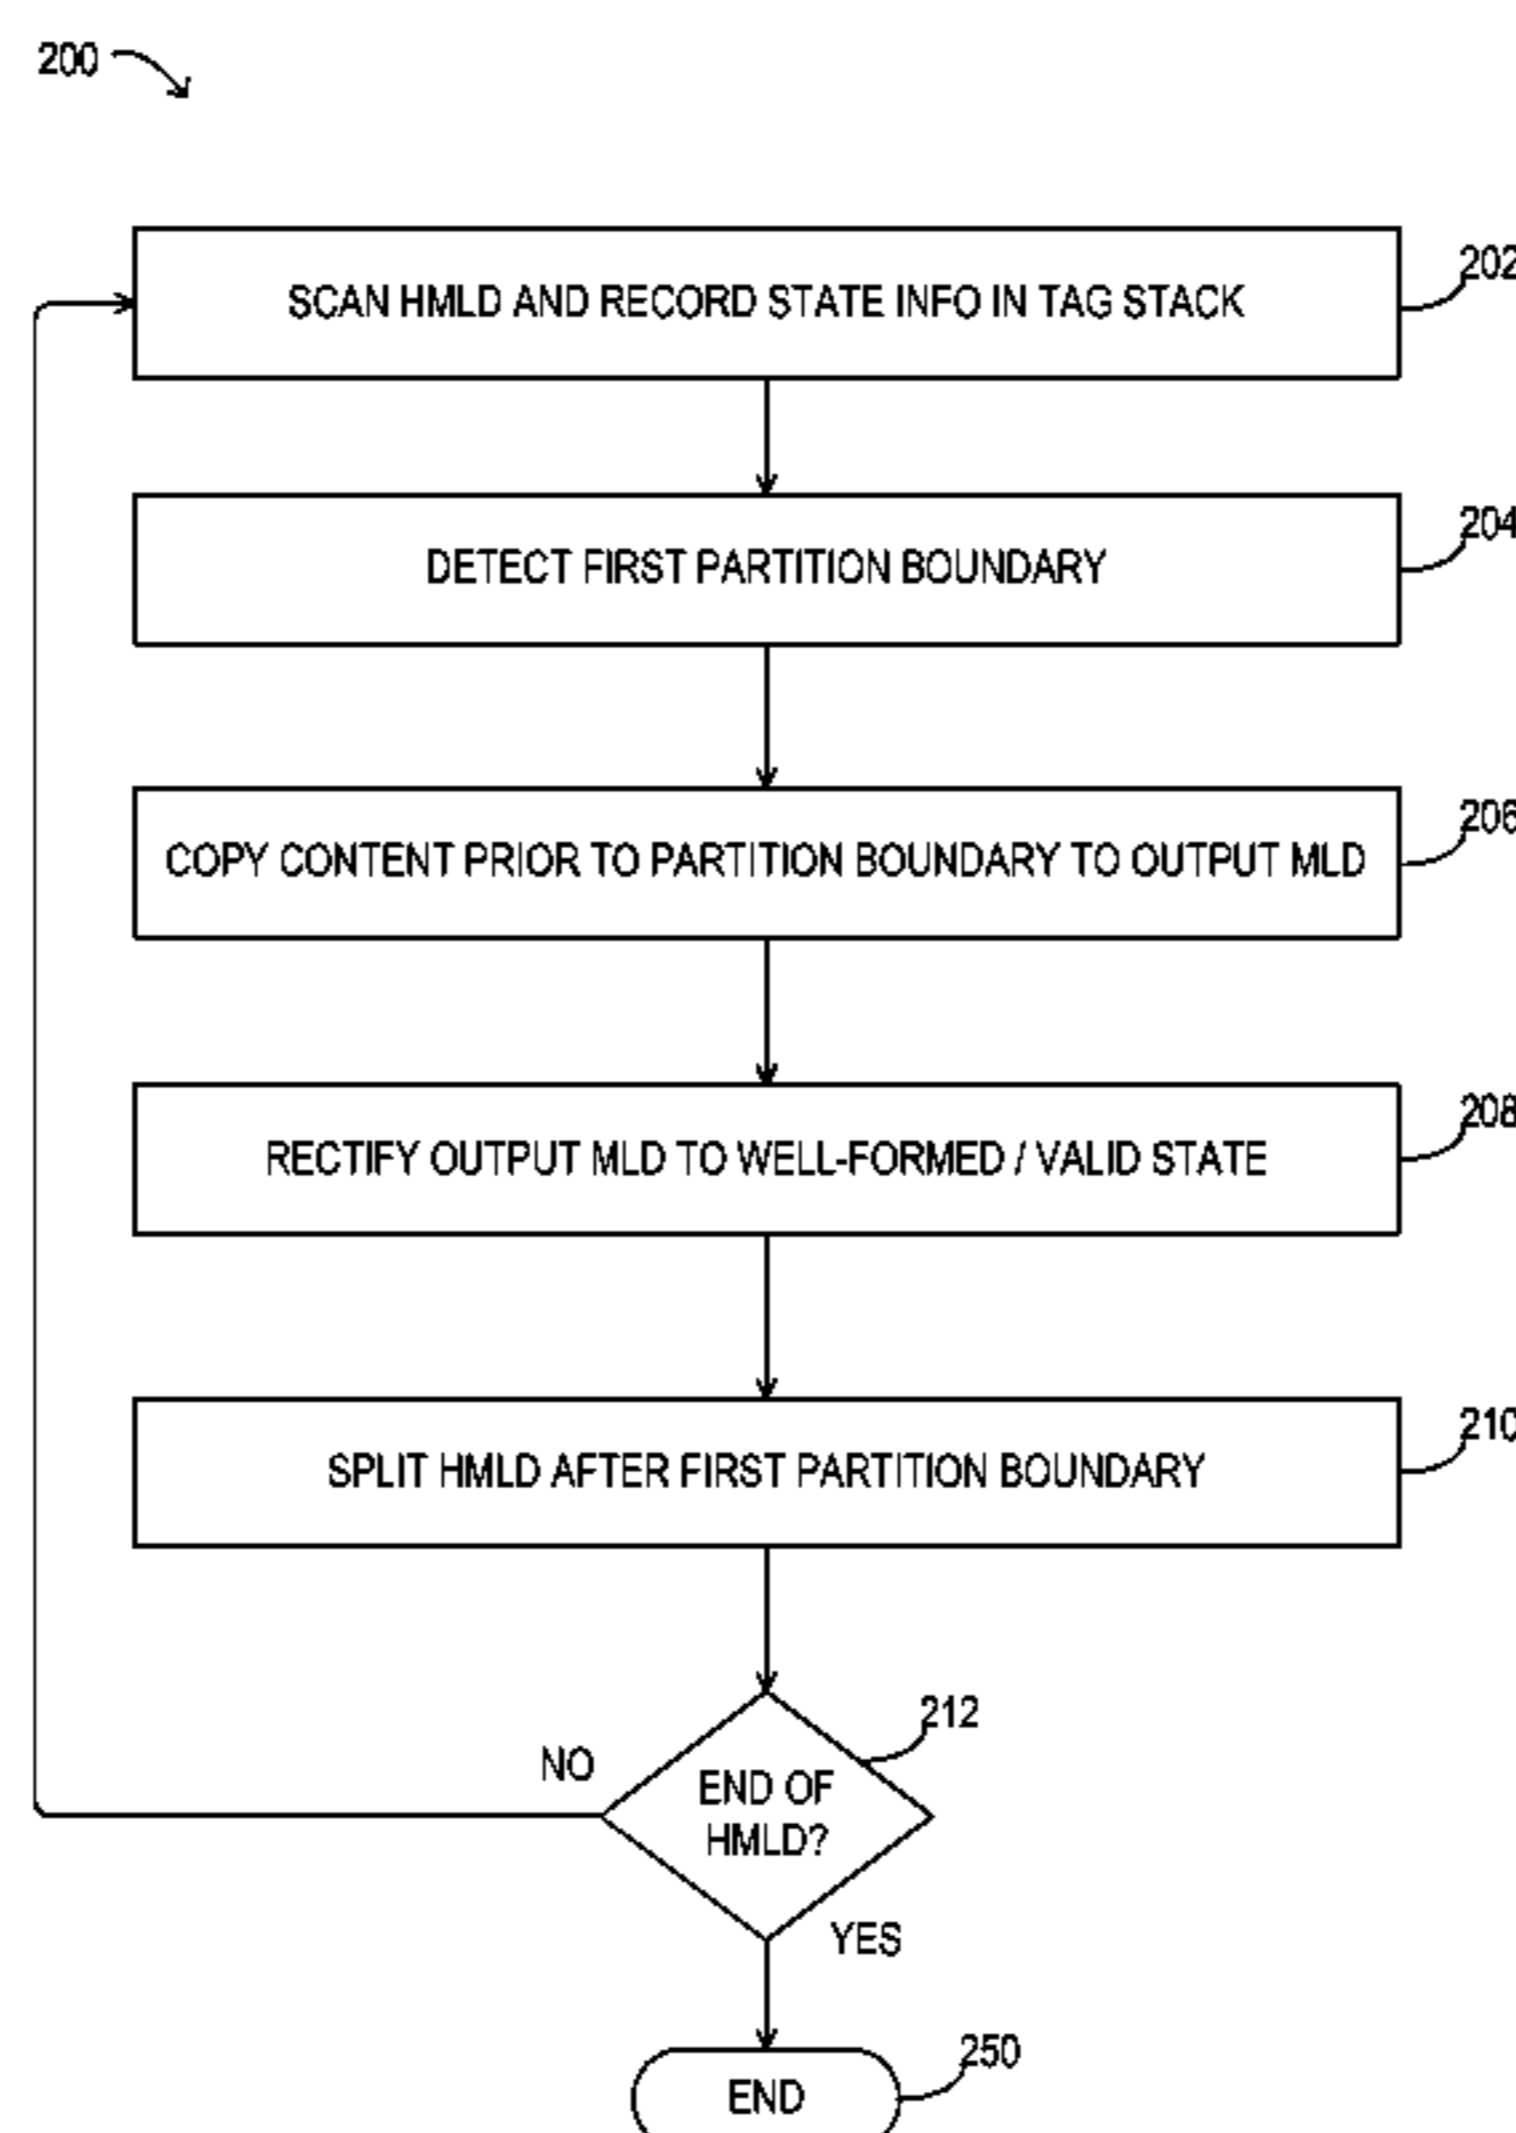 200
SCAN HMLD AND RECORD STATE INFO IN TAG STACK
202
DETECT FIRST PARTITION BOUNDARY
204
COPY CONTENT PRIOR TO PARTITION BOUNDARY TO OUTPUT MLD
206
RECTIFY OUTPUT MLD TO WELL-FORMED / VALID STATE
208
SPLIT HMLD AFTER FIRST PARTITION BOUNDARY
210
212
NO
END OF
HMLD?
YES
250
END